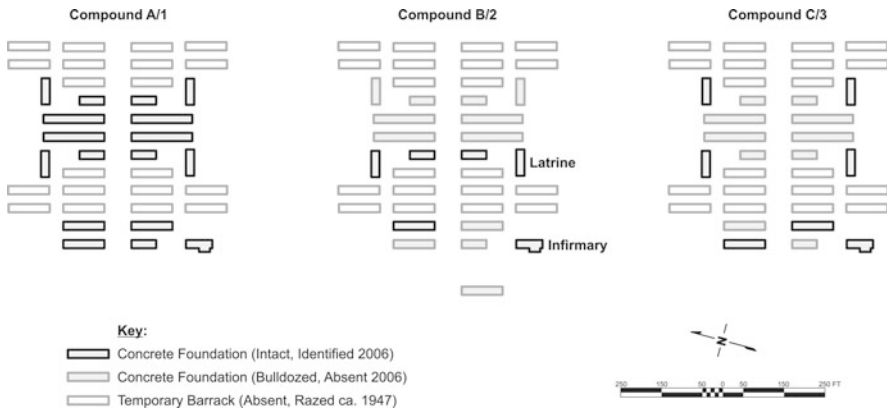 Compound A/1
Compound B/2
Compound C/3
Latrine
Infirmary
Key:
Concrete Foundation (Intact, Identified 2006)
Concrete Foundation (Bulldozed, Absent 2006)
Temporary Barrack (Absent, Razed ca. 1947)
N
250 150 50 0 50 150 250 FT